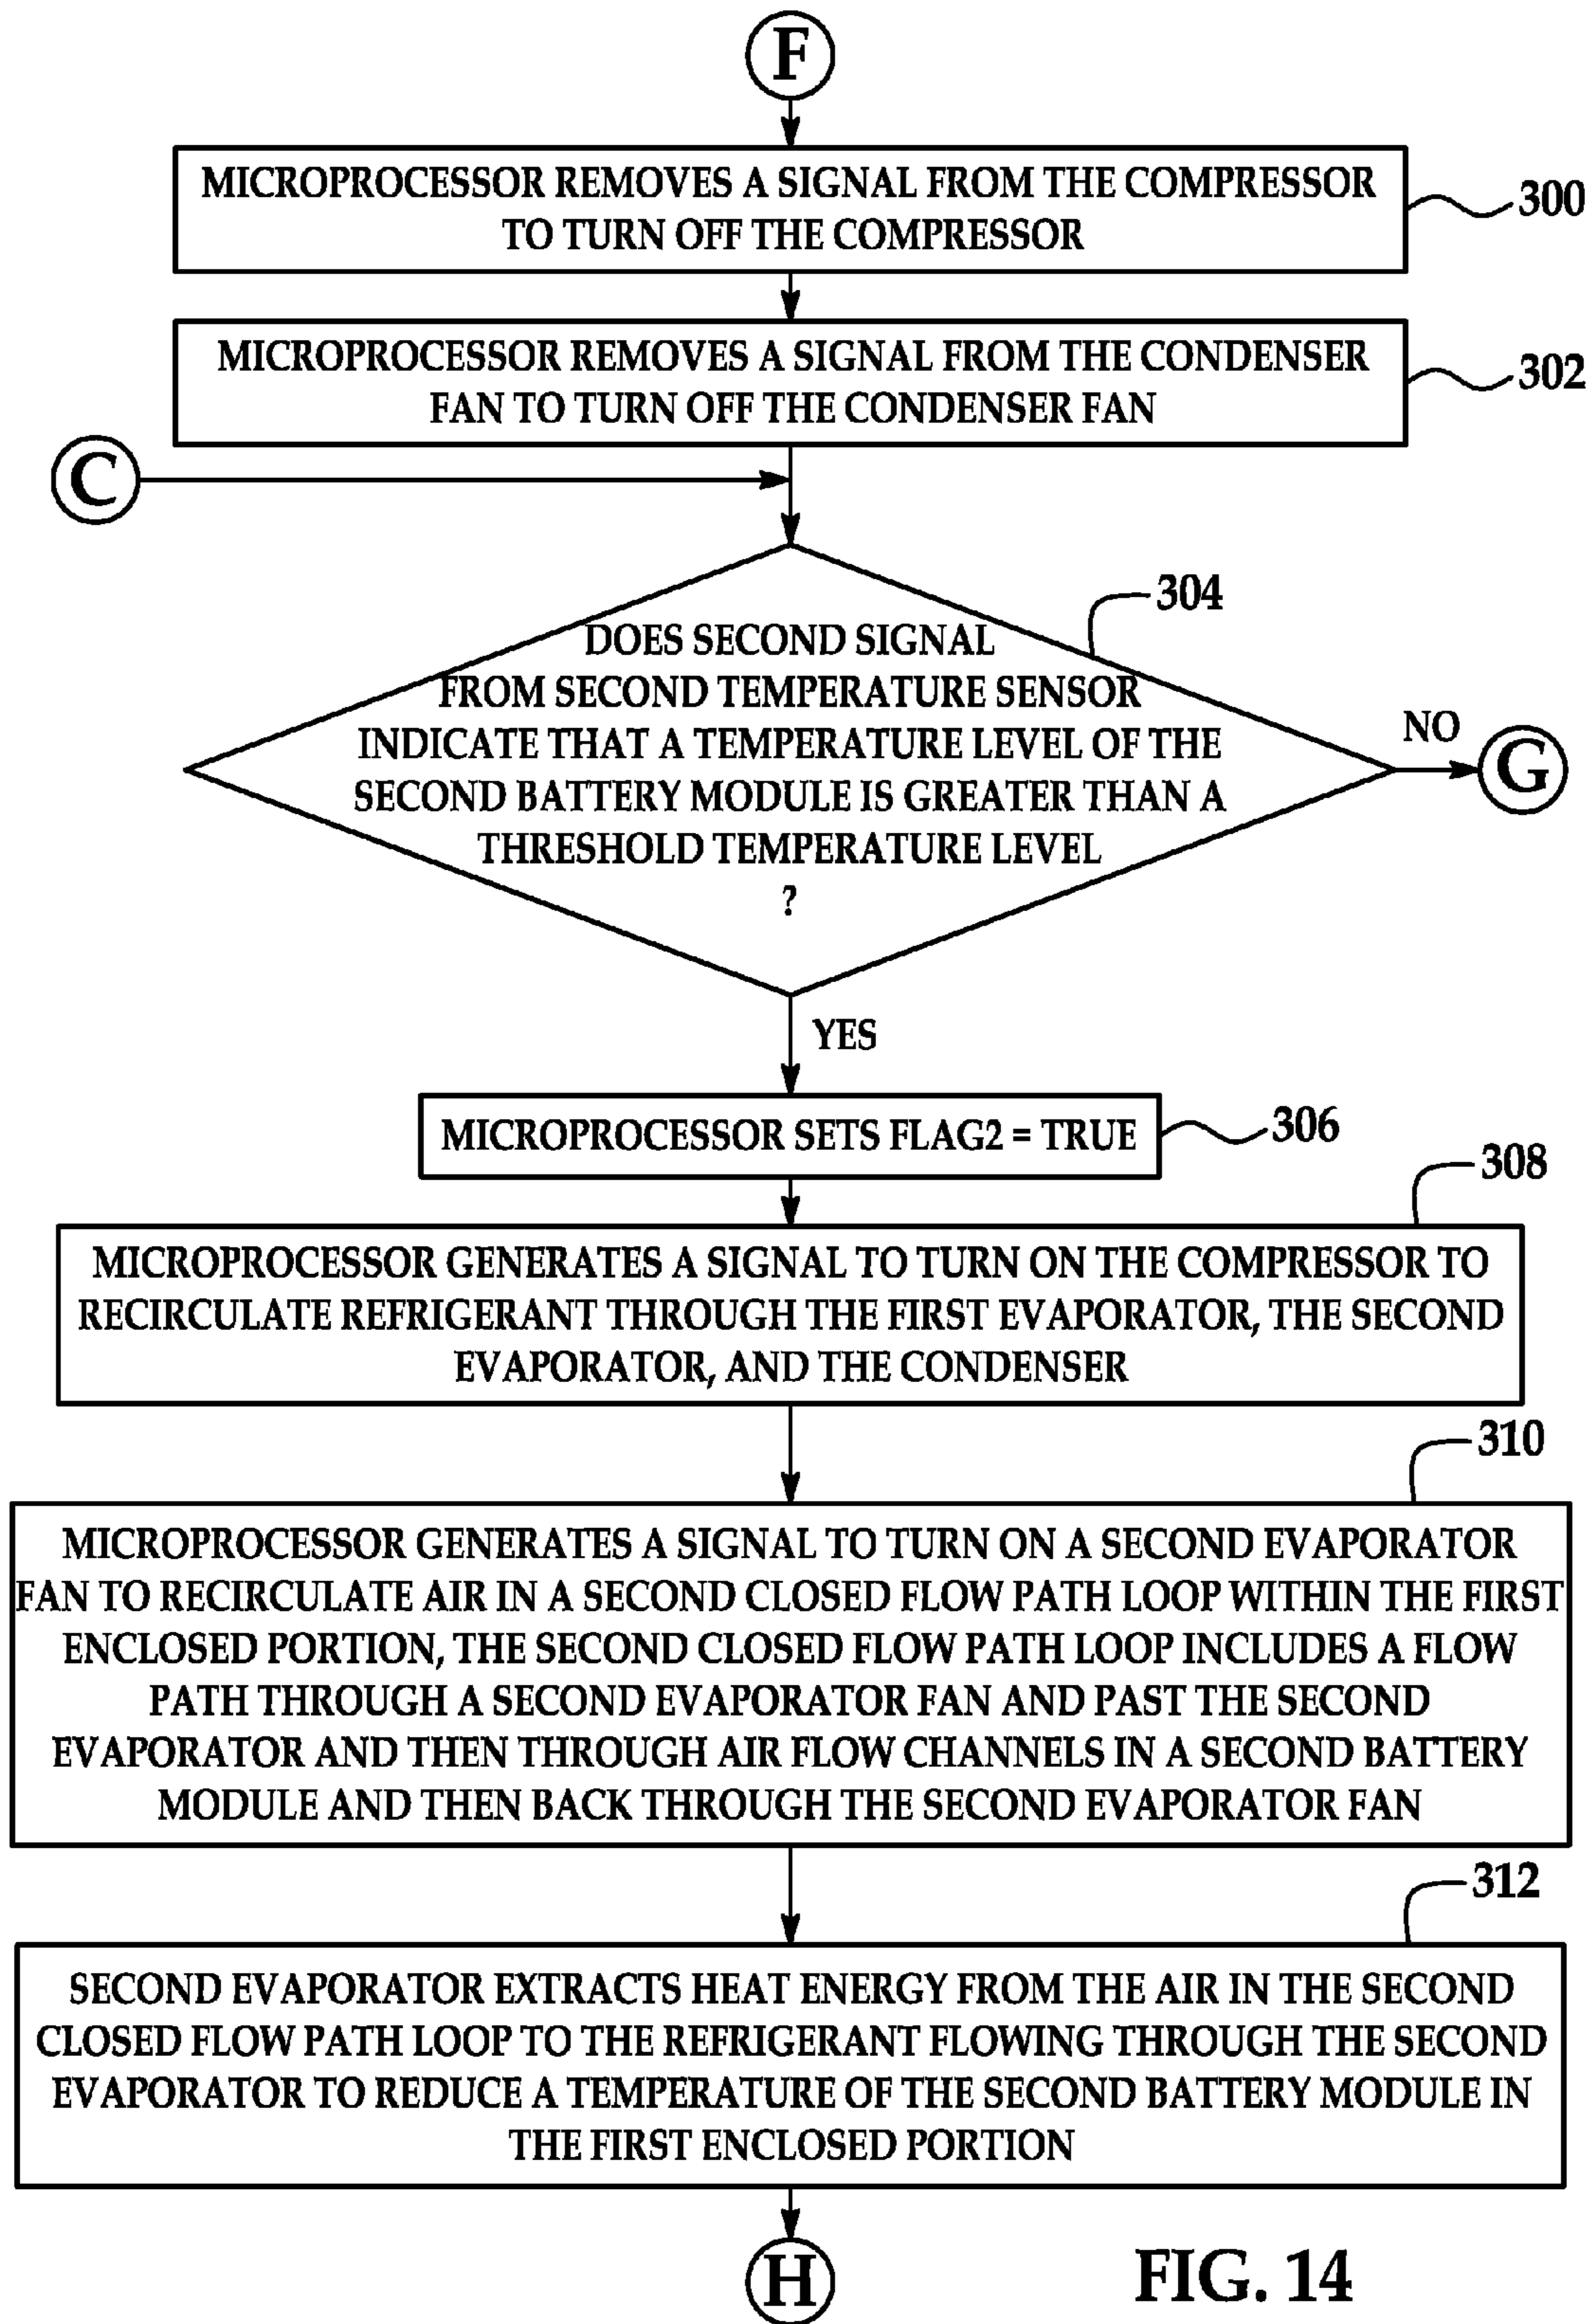 F
MICROPROCESSOR REMOVES A SIGNAL FROM THE COMPRESSOR
TO TURN OFF THE COMPRESSOR
300
MICROPROCESSOR REMOVES A SIGNAL FROM THE CONDENSER
FAN TO TURN OFF THE CONDENSER FAN
302
C
304
DOES SECOND SIGNAL
FROM SECOND TEMPERATURE SENSOR
INDICATE THAT A TEMPERATURE LEVEL OF THE
SECOND BATTERY MODULE IS GREATER THAN A
THRESHOLD TEMPERATURE LEVEL
?
NO
G
YES
MICROPROCESSOR SETS FLAG2 = TRUE
306
308
MICROPROCESSOR GENERATES A SIGNAL TO TURN ON THE COMPRESSOR TO
RECIRCULATE REFRIGERANT THROUGH THE FIRST EVAPORATOR, THE SECOND
EVAPORATOR, AND THE CONDENSER
310
MICROPROCESSOR GENERATES A SIGNAL TO TURN ON A SECOND EVAPORATOR
FAN TO RECIRCULATE AIR IN A SECOND CLOSED FLOW PATH LOOP WITHIN THE FIRST
ENCLOSED PORTION, THE SECOND CLOSED FLOW PATH LOOP INCLUDES A FLOW
PATH THROUGH A SECOND EVAPORATOR FAN AND PAST THE SECOND
EVAPORATOR AND THEN THROUGH AIR FLOW CHANNELS IN A SECOND BATTERY
MODULE AND THEN BACK THROUGH THE SECOND EVAPORATOR FAN
312
SECOND EVAPORATOR EXTRACTS HEAT ENERGY FROM THE AIR IN THE SECOND
CLOSED FLOW PATH LOOP TO THE REFRIGERANT FLOWING THROUGH THE SECOND
EVAPORATOR TO REDUCE A TEMPERATURE OF THE SECOND BATTERY MODULE IN
THE FIRST ENCLOSED PORTION
H
FIG. 14